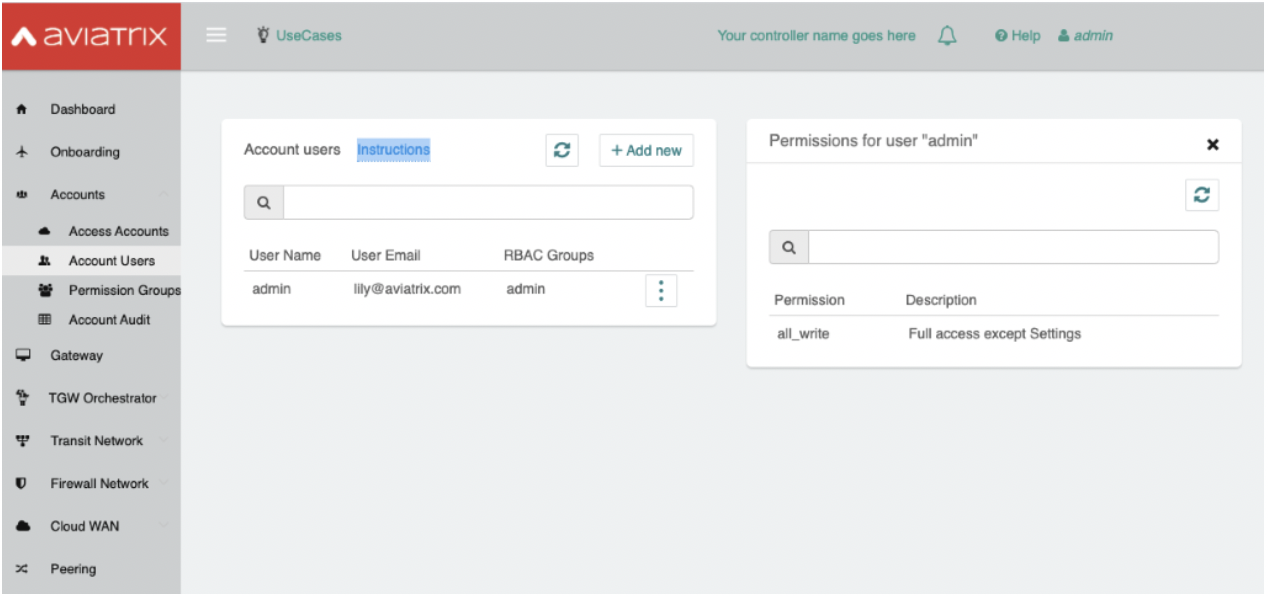 aviatrix
UseCases
Your controller name goes here
Help
admin
Dashboard
Onboarding
Accounts
Access Accounts
Account Users
Permission Groups
Account Audit
Gateway
TGW Orchestrator
Transit Network
Firewall Network
Cloud WAN
Peering
Account users Instructions
+ Add new
User Name User Email RBAC Groups
admin lily@aviatrix.com admin
Permissions for user "admin"
Permission Description
all_write Full access except Settings